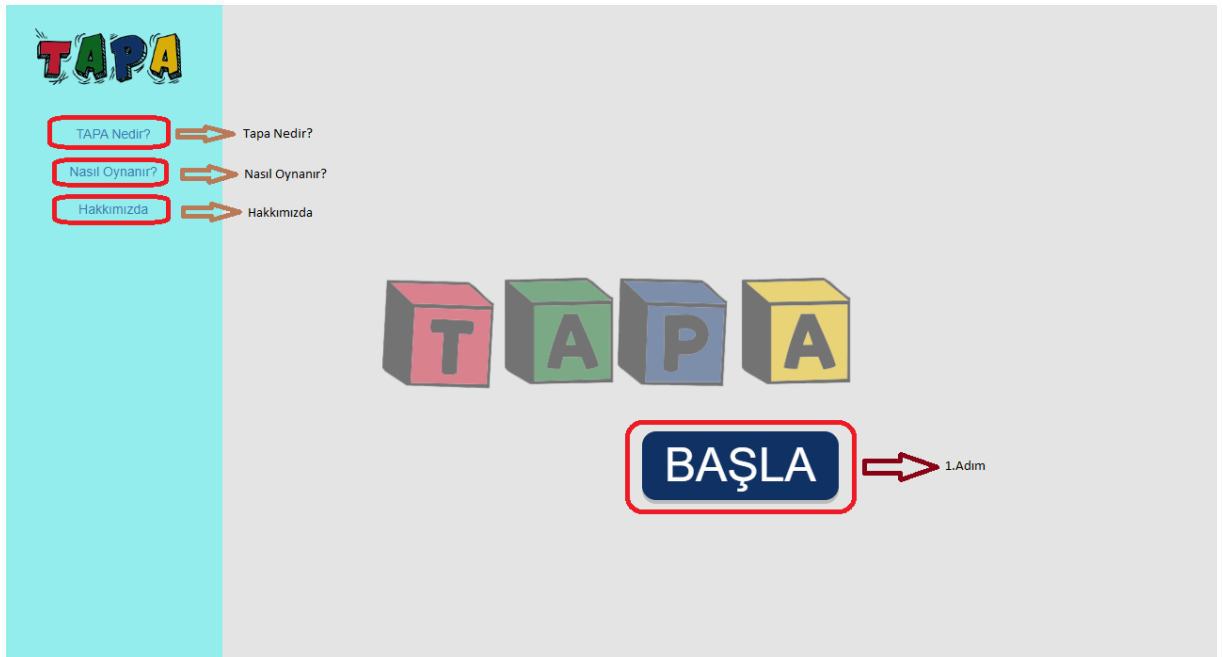 TAPA
TAPA Nedir?
Tapa Nedir?
Nasıl Oynanır?
Nasıl Oynanır?
Hakkımızda
Hakkımızda
TAPA
BAŞLA
1.Adım